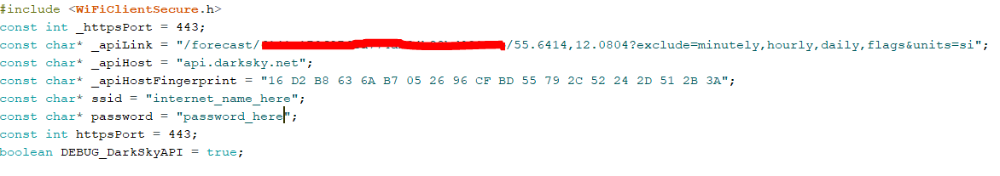 #include <WiFiClientSecure.h>
const int _httpsPort = 443;
const char* _apiLink = "/forecast/ /55.6414,12.0804?exclude=minutely,hourly,daily,flags&units=si";
const char* _apiHost = "api.darksky.net";
const char* _apiHostFingerprint = "16 D2 B8 63 6A B7 05 26 96 CF BD 55 79 2C 52 24 2D 51 2B 3A";
const char* ssid = "internet_name_here";
const char* password = "password_here";
const int httpsPort = 443;
boolean DEBUG_DarkSkyAPI = true;